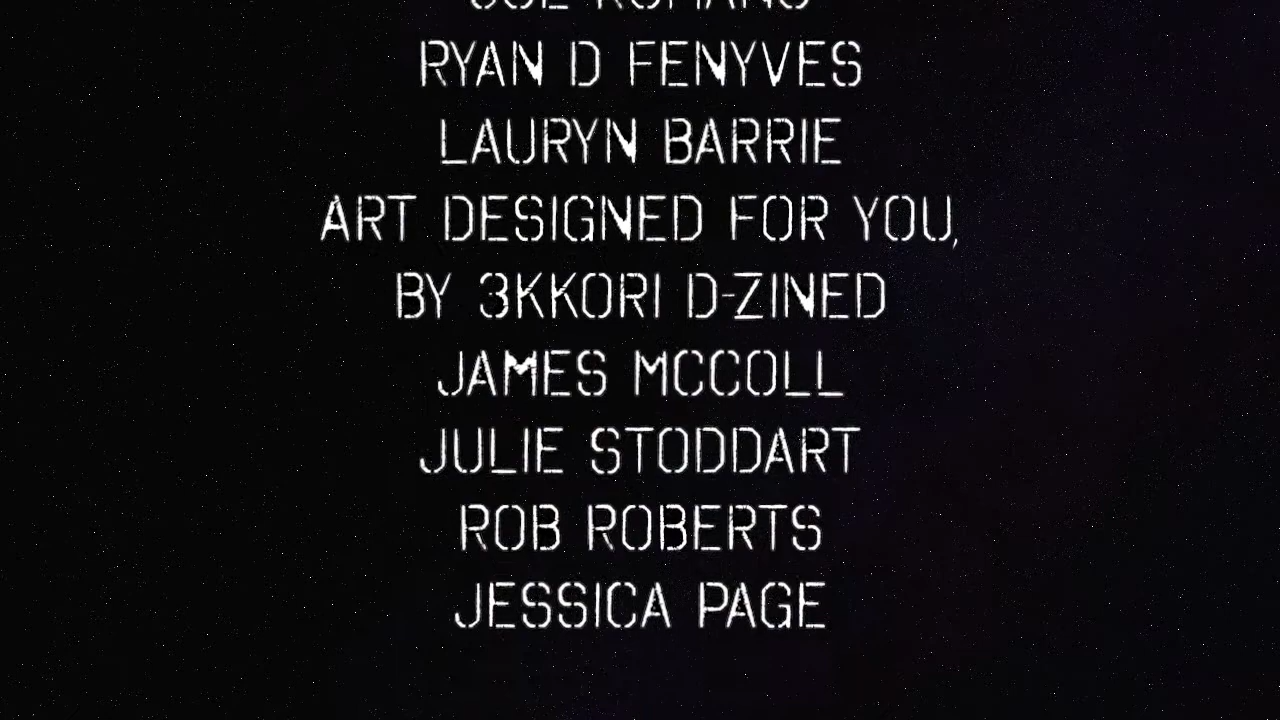 RYAN D FENYVES
LAURYN BARRIE
ART DESIGNED FOR YOU,
BY 3KKORI D-ZINED
JAMES MCCOLL
JULIE STODDART
ROB ROBERTS
JESSICA PAGE